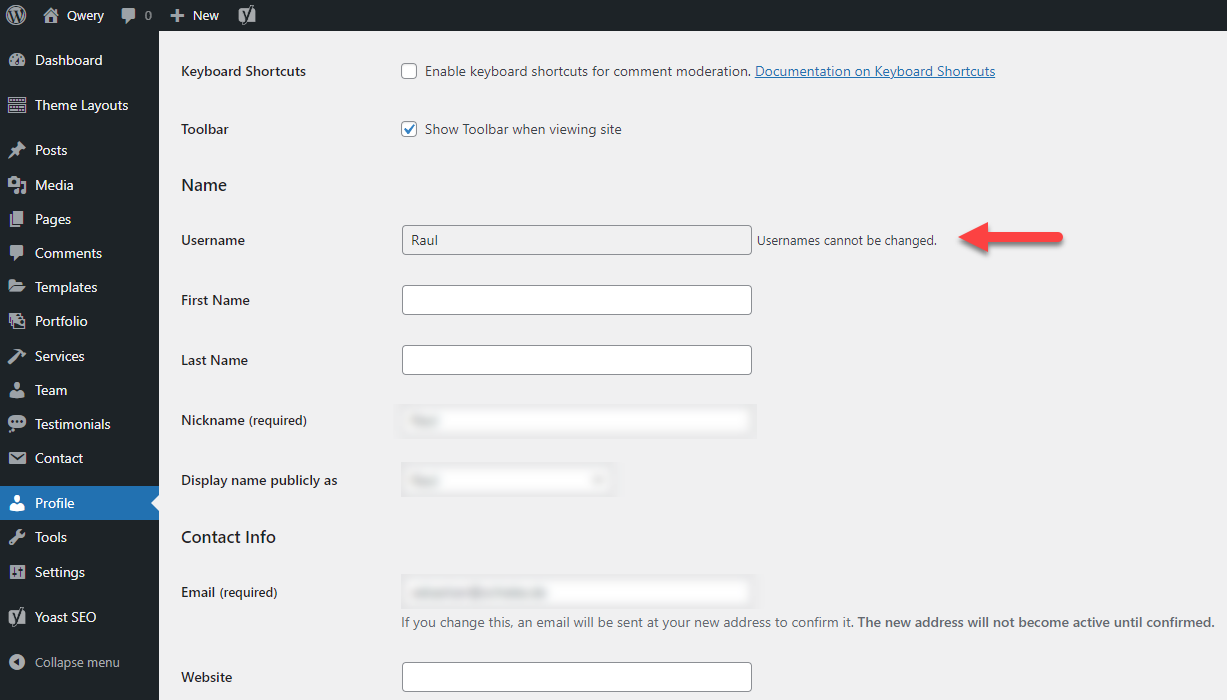 Qwery 0 New
Dashboard
Theme Layouts
Posts
Media
Pages
Comments
Templates
Portfolio
Services
Team
Testimonials
Contact
Profile
Tools
Settings
Yoast SEO
Collapse menu
Keyboard Shortcuts Enable keyboard shortcuts for comment moderation. Documentation on Keyboard Shortcuts
Toolbar Show Toolbar when viewing site
Name
Username Raul Usernames cannot be changed.
First Name
Last Name
Nickname (required)
Display name publicly as
Contact Info
Email (required)
If you change this, an email will be sent at your new address to confirm it. The new address will not become active until confirmed.
Website